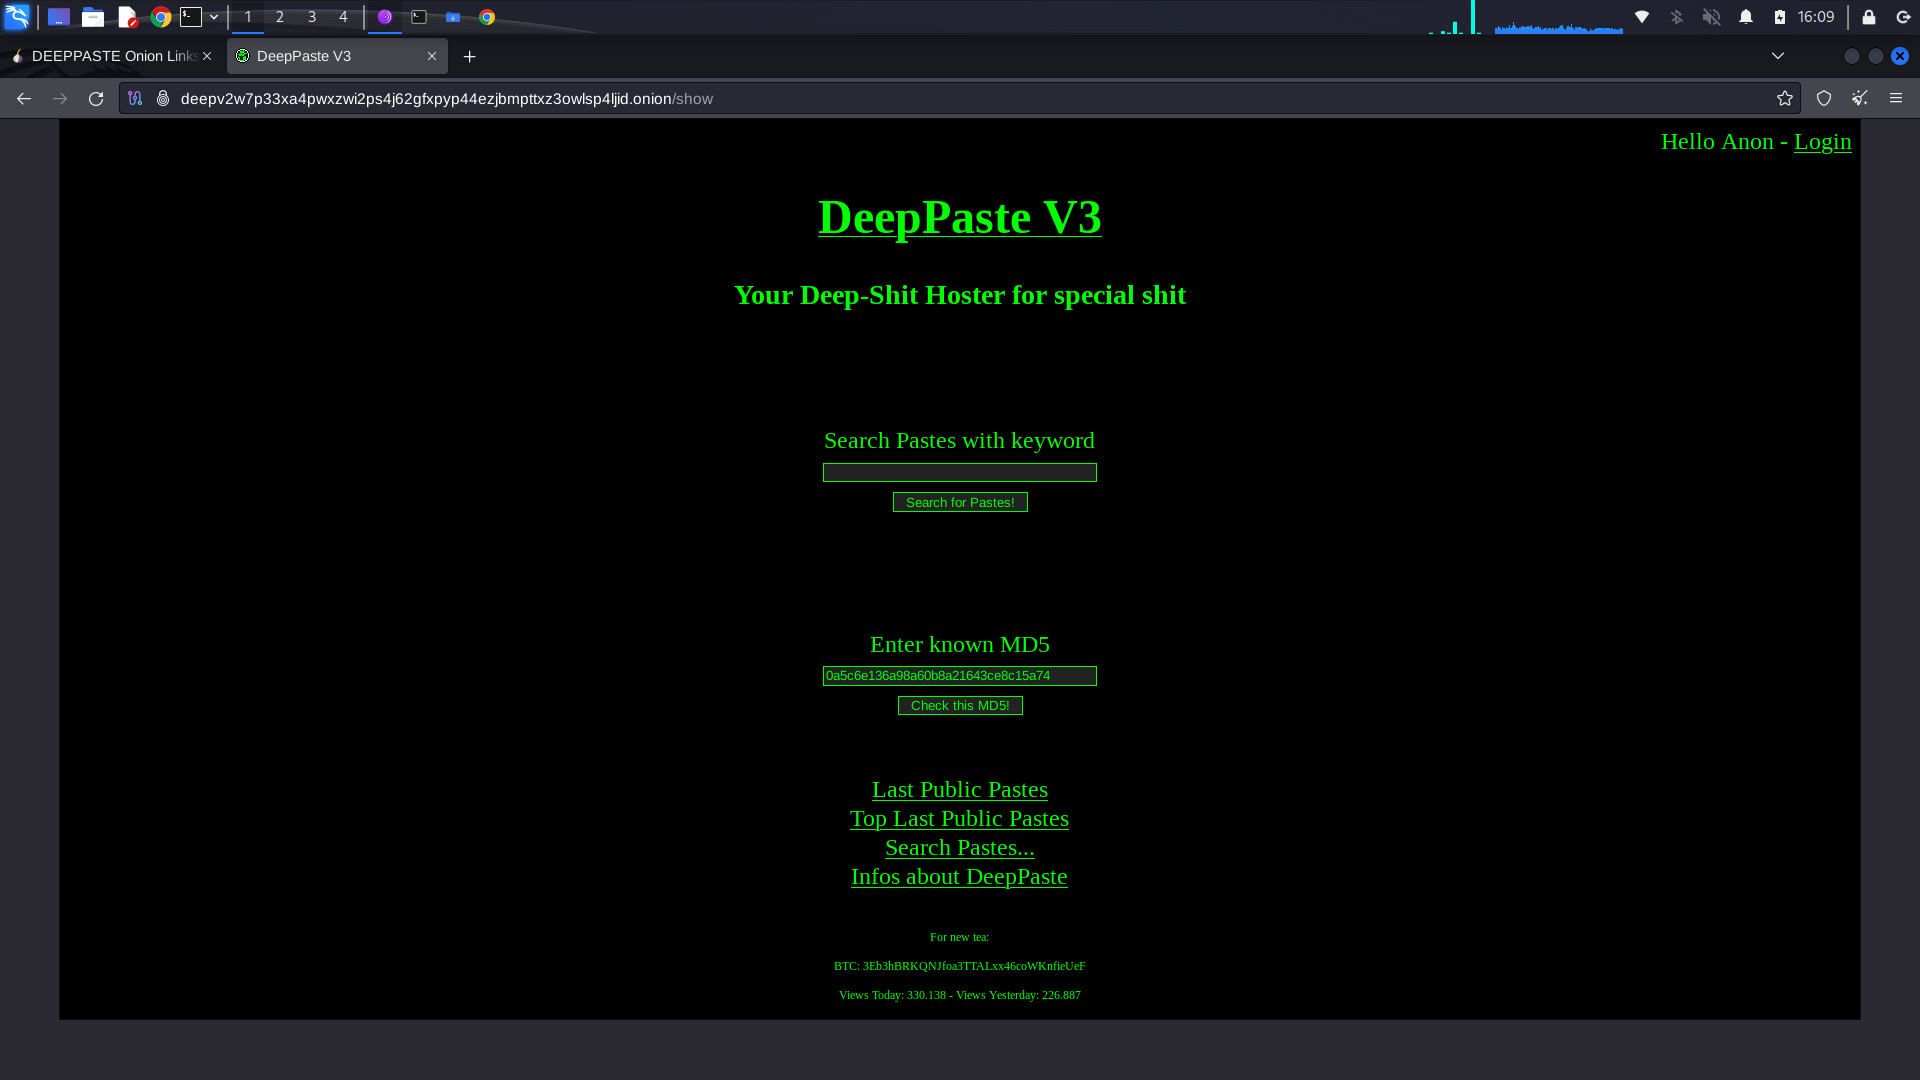 1 2 3 4 16:09
DEEPPASTE Onion Links
DeepPaste V3
deepv2w7p33xa4pwxzwi2ps4j62gfxpyp44ezjbmpttxz3owlsp4ljid.onion/show
Hello Anon - Login
DeepPaste V3
Your Deep-Shit Hoster for special shit
Search Pastes with keyword
Search for Pastes!
Enter known MD5
0a5c6e136a98a60b8a21643ce8c15a74
Check this MD5!
Last Public Pastes
Top Last Public Pastes
Search Pastes...
Infos about DeepPaste
For new tea:
BTC: 3Eb3hBRKQNJfoa3TTALxx46coWKnfieUeF
Views Today: 330.138 - Views Yesterday: 226.887